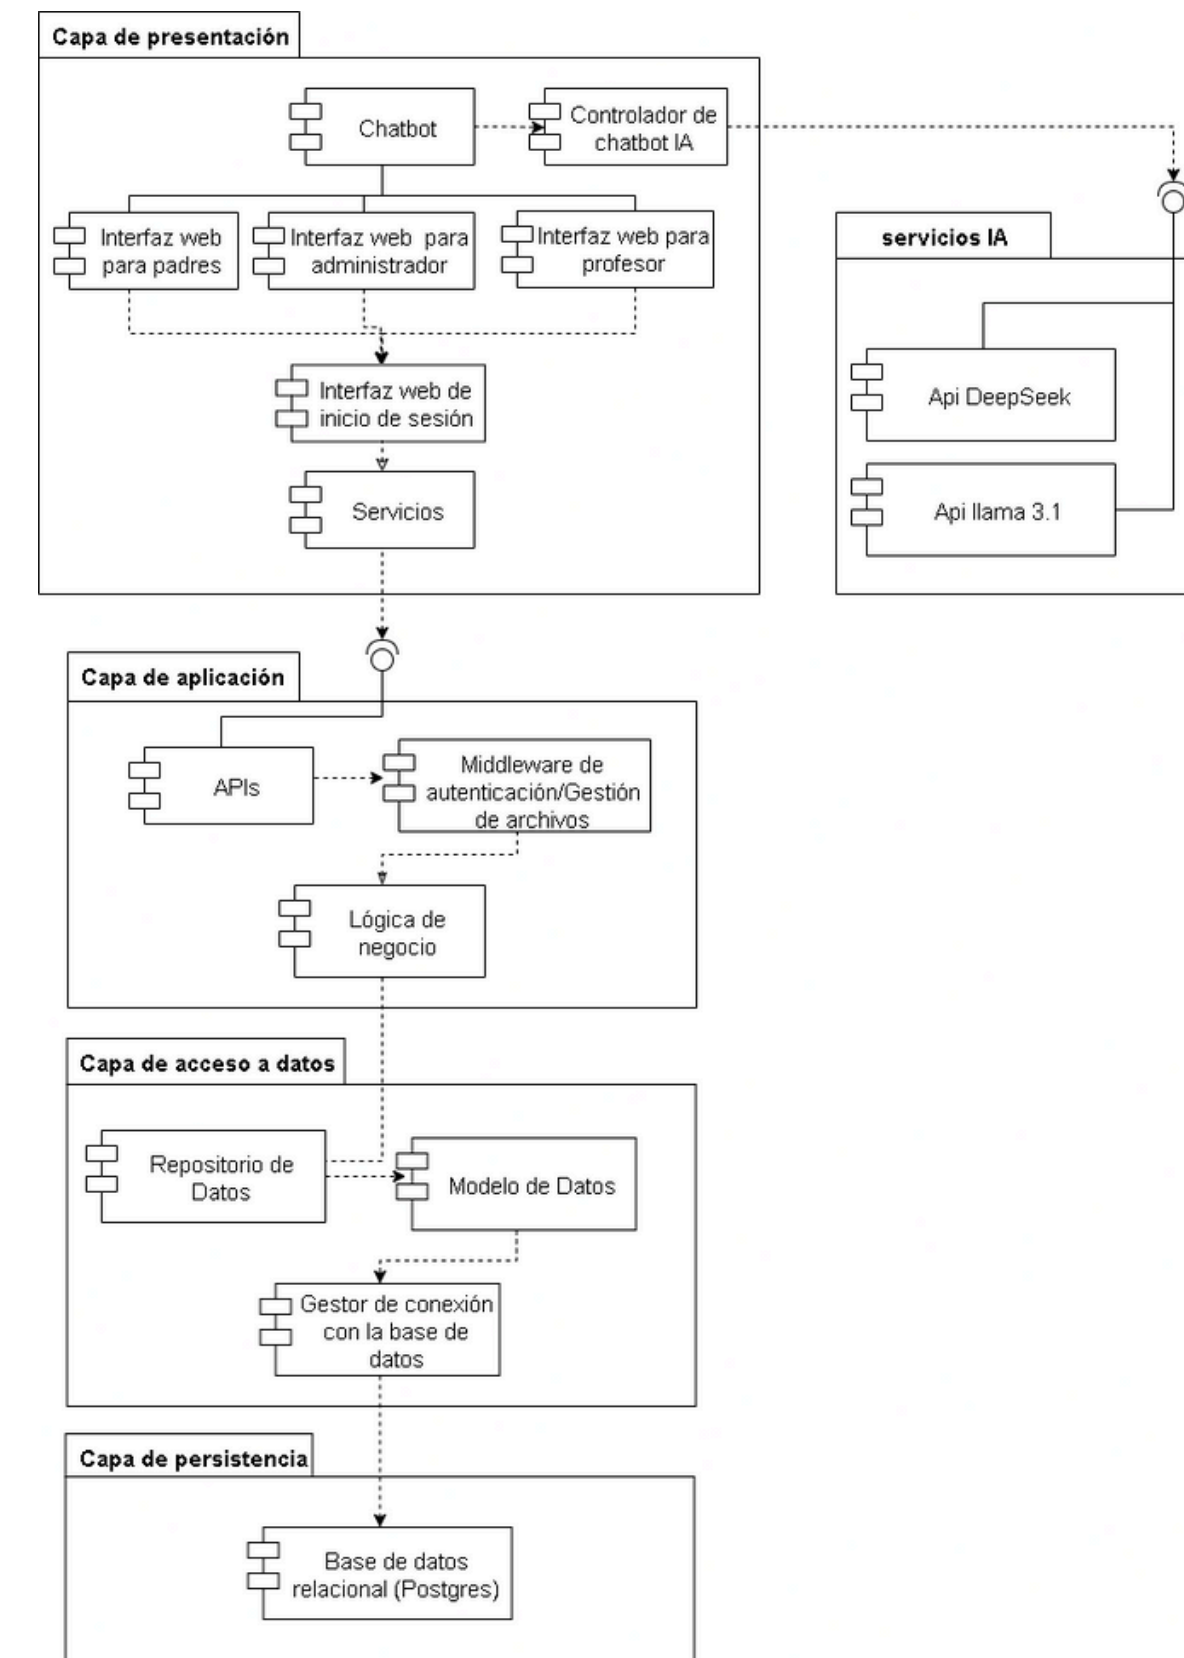 Capa de presentación
Chatbot
Controlador de
chatbot IA
Interfaz web
para padres
Interfaz web para
administrador
Interfaz web para
profesor
servicios IA
Interfaz web de
inicio de sesión
Api DeepSeek
Servicios
Api llama 3.1
Capa de aplicación
APIs
Middleware de
autenticación/Gestión
de archivos
Lógica de
negocio
Capa de acceso a datos
Repositorio de
Datos
Modelo de Datos
Gestor de conexión
con la base de
datos
Capa de persistencia
Base de datos
relacional (Postgres)